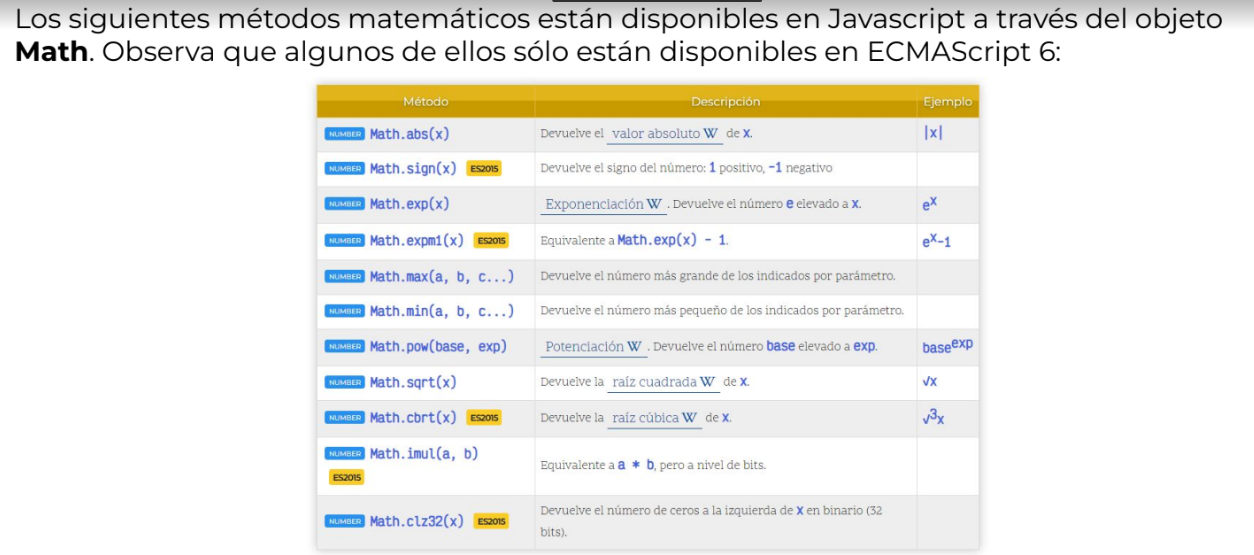 Los siguientes métodos matemáticos están disponibles en Javascript a través del objeto
Math. Observa que algunos de ellos sólo están disponibles en ECMAScript 6:
Método Descripción Ejemplo
NUMBER Math.abs(x) Devuelve el valor absoluto W de x. |x|
NUMBER Math.sign(x) ES2015 Devuelve el signo del número: 1 positivo, -1 negativo
NUMBER Math.exp(x) Exponenciación W . Devuelve el número e elevado a x. eˣ
NUMBER Math.expm1(x) ES2015 Equivalente a Math.exp(x) - 1. eˣ-1
NUMBER Math.max(a, b, c...) Devuelve el número más grande de los indicados por parámetro.
NUMBER Math.min(a, b, c...) Devuelve el número más pequeño de los indicados por parámetro.
NUMBER Math.pow(base, exp) Potenciación W . Devuelve el número base elevado a exp. baseᵉˣᵖ
NUMBER Math.sqrt(x) Devuelve la raíz cuadrada W de x. √x
NUMBER Math.cbrt(x) ES2015 Devuelve la raíz cúbica W de x. √³x
NUMBER Math.imul(a, b)
ES2015
Equivalente a a * b, pero a nivel de bits.
NUMBER Math.clz32(x) ES2015
Devuelve el número de ceros a la izquierda de x en binario (32
bits).